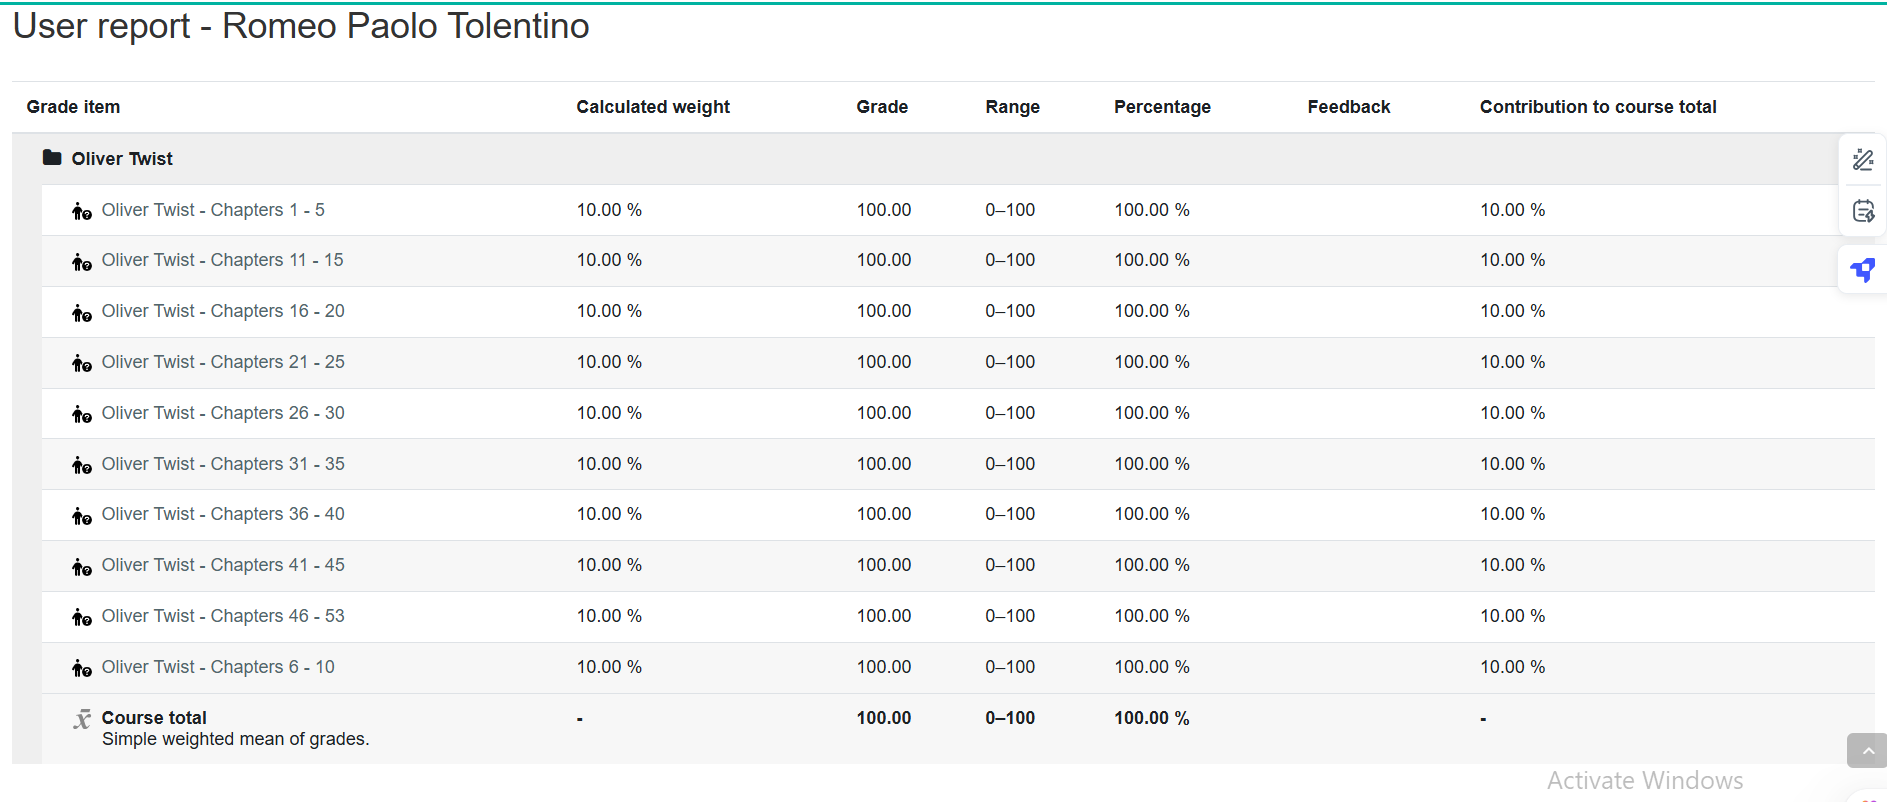 User report - Romeo Paolo Tolentino
Grade item Calculated weight Grade Range Percentage Feedback Contribution to course total
Oliver Twist
Oliver Twist - Chapters 1 - 5 10.00 % 100.00 0–100 100.00 % 10.00 %
Oliver Twist - Chapters 11 - 15 10.00 % 100.00 0–100 100.00 % 10.00 %
Oliver Twist - Chapters 16 - 20 10.00 % 100.00 0–100 100.00 % 10.00 %
Oliver Twist - Chapters 21 - 25 10.00 % 100.00 0–100 100.00 % 10.00 %
Oliver Twist - Chapters 26 - 30 10.00 % 100.00 0–100 100.00 % 10.00 %
Oliver Twist - Chapters 31 - 35 10.00 % 100.00 0–100 100.00 % 10.00 %
Oliver Twist - Chapters 36 - 40 10.00 % 100.00 0–100 100.00 % 10.00 %
Oliver Twist - Chapters 41 - 45 10.00 % 100.00 0–100 100.00 % 10.00 %
Oliver Twist - Chapters 46 - 53 10.00 % 100.00 0–100 100.00 % 10.00 %
Oliver Twist - Chapters 6 - 10 10.00 % 100.00 0–100 100.00 % 10.00 %
x̄ Course total - 100.00 0–100 100.00 % -
Simple weighted mean of grades.
Activate Windows